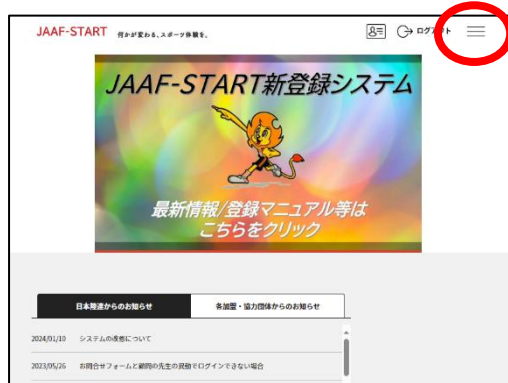 JAAF-START 何かが変わる、スポーツ体験を。
ログアウト
JAAF-START新登録システム
最新情報/登録マニュアル等は
こちらをクリック
日本陸連からのお知らせ 各加盟・協力団体からのお知らせ
2024/01/10 システムの改修について
2023/05/26 お問合せフォームと顧問の先生の異動でログインできない場合